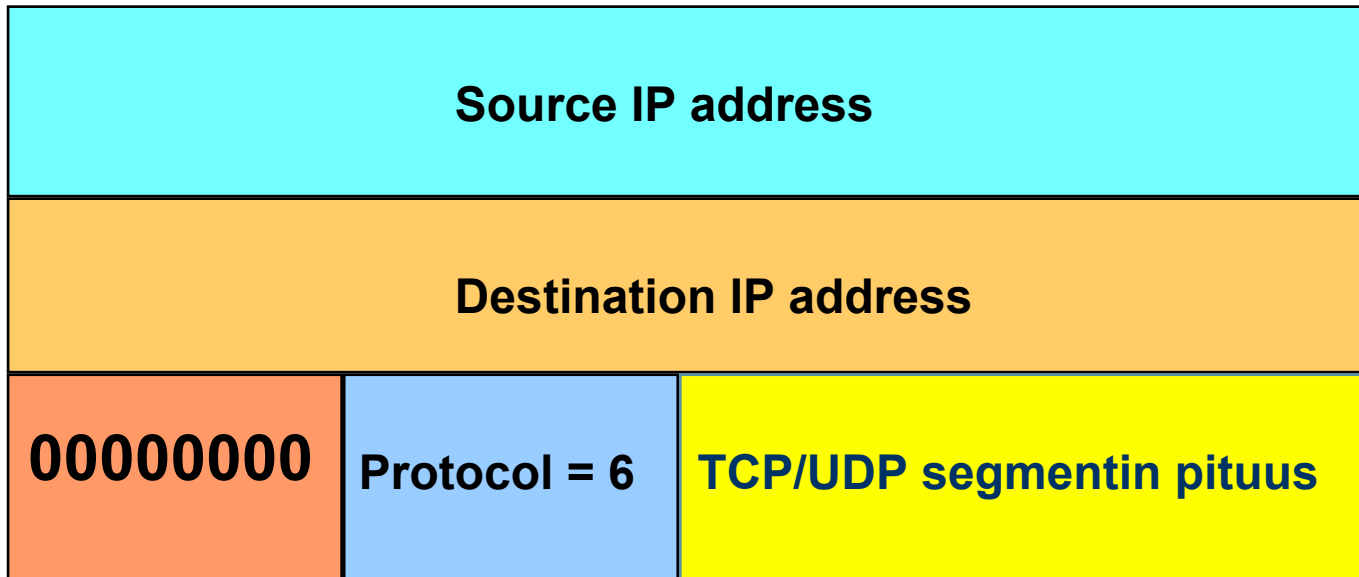 Source IP address
Destination IP address
00000000
Protocol = 6
TCP/UDP segmentin pituus